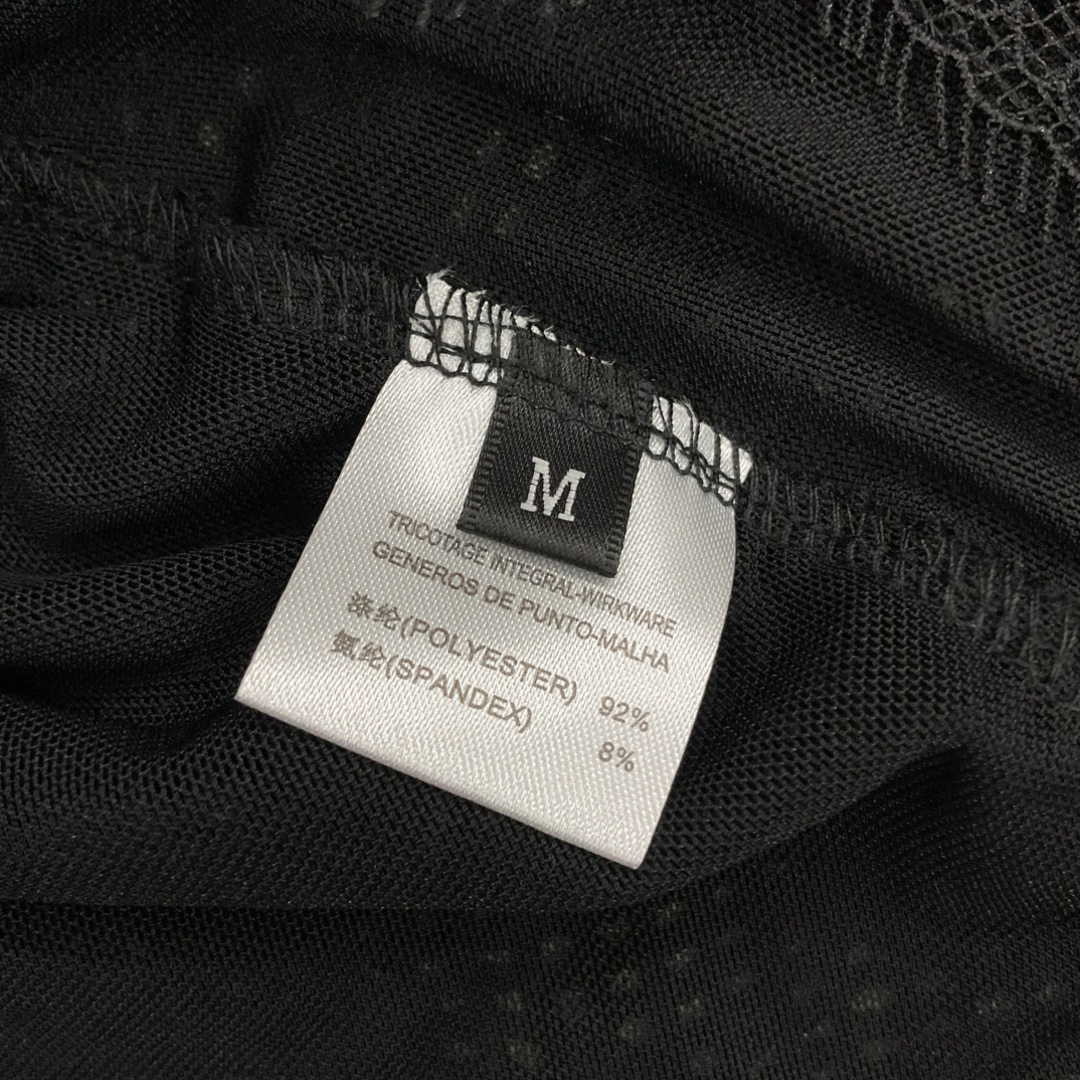 M
TRICOTAGE INTEGRAL-WIRKWARE
GENEROS DE PUNTO-MALHA
涤纶(POLYESTER) 92%
氨纶(SPANDEX) 8%